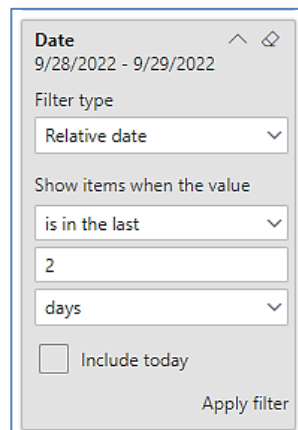 Date
9/28/2022 - 9/29/2022
Filter type
Relative date
Show items when the value
is in the last
2
days
Include today
Apply filter